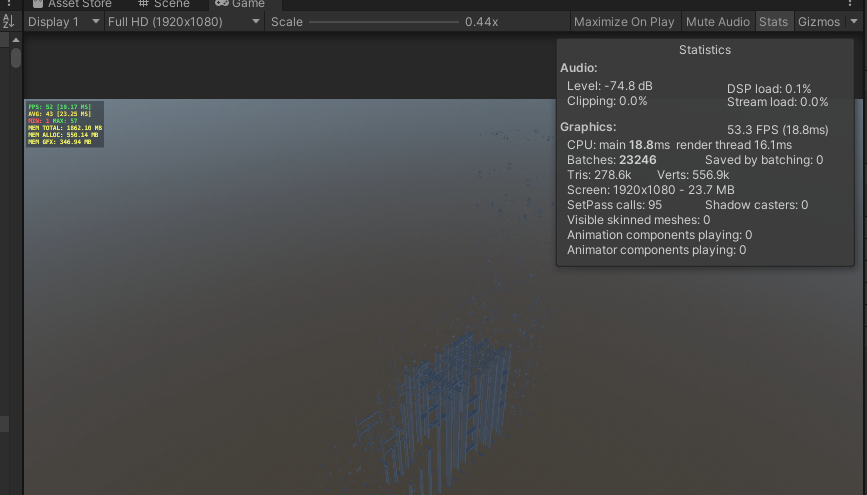 Asset Store
Scene
Game
Display 1
Full HD (1920x1080)
Scale
0.44x
Maximize On Play
Mute Audio
Stats
Gizmos
Statistics
Audio:
Level: -74.8 dB
DSP load: 0.1%
Clipping: 0.0%
Stream load: 0.0%
Graphics:
53.3 FPS (18.8ms)
CPU: main 18.8ms render thread 16.1ms
Batches: 23246
Saved by batching: 0
Tris: 278.6k
Verts: 556.9k
Screen: 1920x1080 - 23.7 MB
SetPass calls: 95
Shadow casters: 0
Visible skinned meshes: 0
Animation components playing: 0
Animator components playing: 0
FPS: 52 [19.17 MS]
AVG: 43 [23.25 MS]
MIN: 1 MAX: 57
MEM TOTAL: 1862.10 MB
MEM ALLOC: 550.14 MB
MEM GFX: 346.94 MB